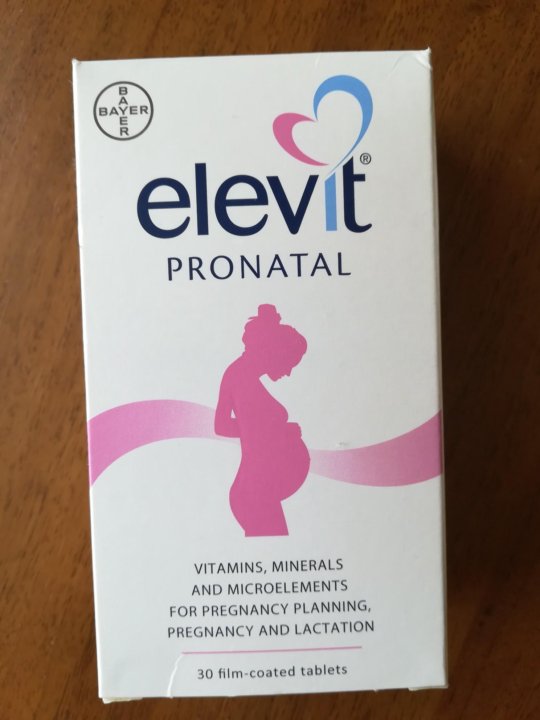 BAYER
BAYER
elevit®
PRONATAL
VITAMINS, MINERALS
AND MICROELEMENTS
FOR PREGNANCY PLANNING,
PREGNANCY AND LACTATION
30 film-coated tablets